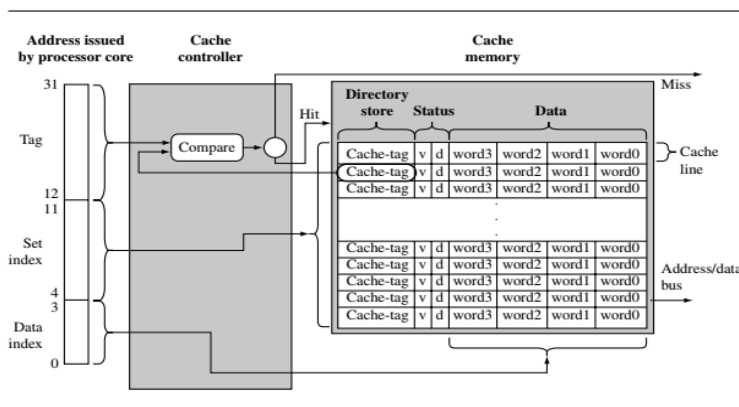 Address issued
by processor core
Cache
controller
Cache
memory
31
Miss
Directory
store
Status
Data
Hit
Tag
Compare
Cache-tag v d word3 word2 word1 word0
Cache
line
Cache-tag v d word3 word2 word1 word0
Cache-tag v d word3 word2 word1 word0
12
11
.
.
.
Set
index
Cache-tag v d word3 word2 word1 word0
Cache-tag v d word3 word2 word1 word0
Cache-tag v d word3 word2 word1 word0
Cache-tag v d word3 word2 word1 word0
Cache-tag v d word3 word2 word1 word0
Address/data
bus
4
3
Data
index
0